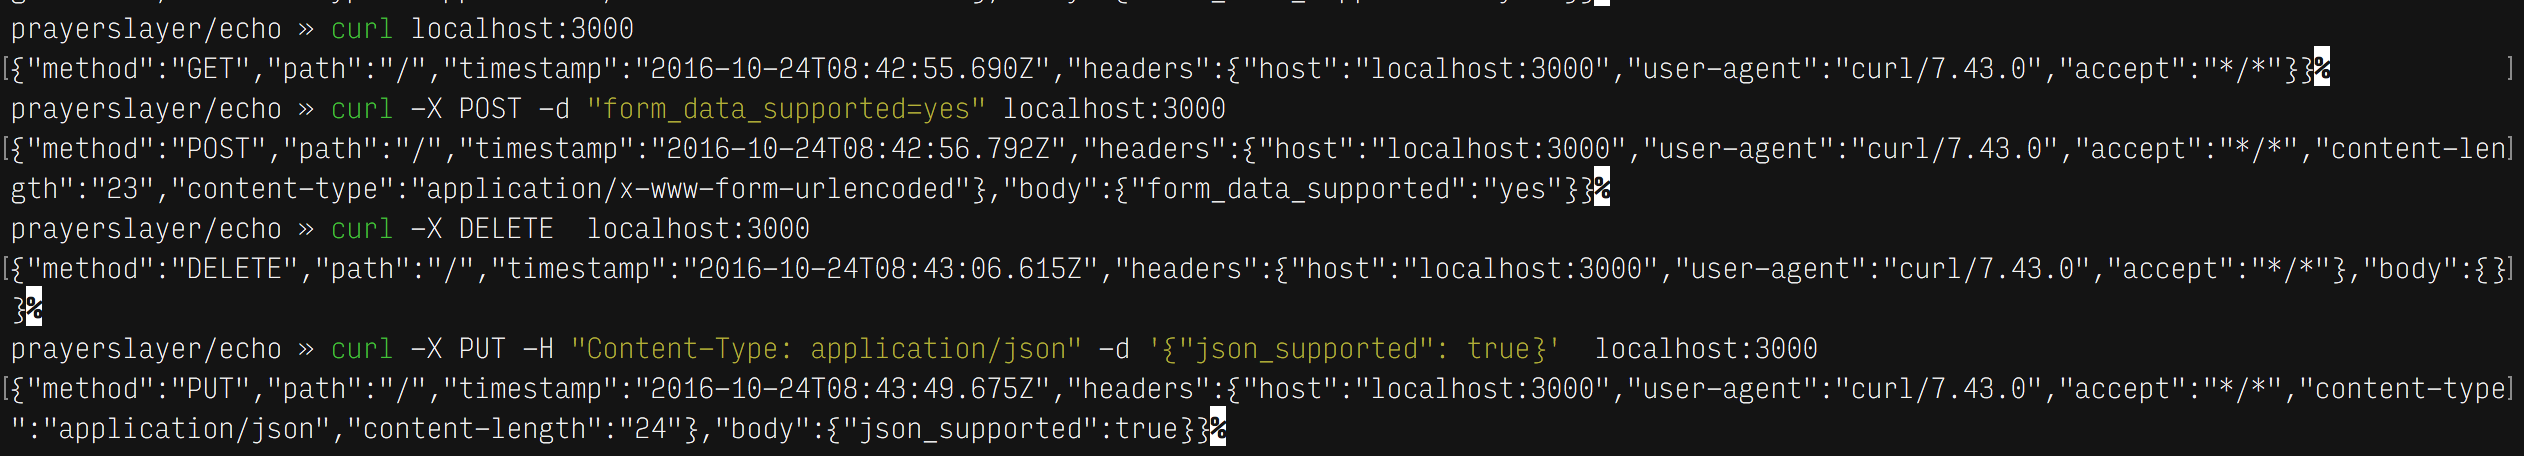 prayerslayer/echo » curl localhost:3000
[{"method":"GET","path":"/","timestamp":"2016-10-24T08:42:55.690Z","headers":{"host":"localhost:3000","user-agent":"curl/7.43.0","accept":"*/*"}}% ]
prayerslayer/echo » curl -X POST -d "form_data_supported=yes" localhost:3000
[{"method":"POST","path":"/","timestamp":"2016-10-24T08:42:56.792Z","headers":{"host":"localhost:3000","user-agent":"curl/7.43.0","accept":"*/*","content-len]
gth":"23","content-type":"application/x-www-form-urlencoded"},"body":{"form_data_supported":"yes"}}%
prayerslayer/echo » curl -X DELETE  localhost:3000
[{"method":"DELETE","path":"/","timestamp":"2016-10-24T08:43:06.615Z","headers":{"host":"localhost:3000","user-agent":"curl/7.43.0","accept":"*/*"},"body":{}]
}%
prayerslayer/echo » curl -X PUT -H "Content-Type: application/json" -d '{"json_supported": true}'  localhost:3000
[{"method":"PUT","path":"/","timestamp":"2016-10-24T08:43:49.675Z","headers":{"host":"localhost:3000","user-agent":"curl/7.43.0","accept":"*/*","content-type]
":"application/json","content-length":"24"},"body":{"json_supported":true}}%